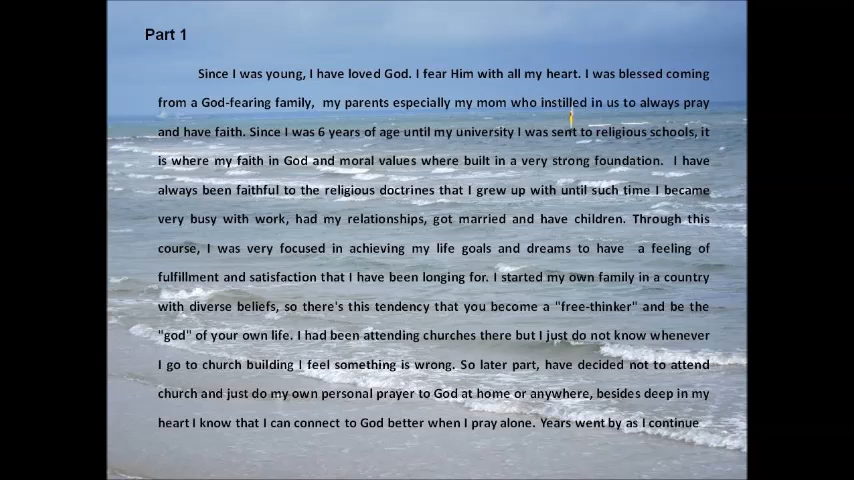 Part 1
Since I was young, I have loved God. I fear Him with all my heart. I was blessed coming
from a God-fearing family, my parents especially my mom who instilled in us to always pray
and have faith. Since I was 6 years of age until my university I was sent to religious schools, it
is where my faith in God and moral values where built in a very strong foundation. I have
always been faithful to the religious doctrines that I grew up with until such time I became
very busy with work, had my relationships, got married and have children. Through this
course, I was very focused in achieving my life goals and dreams to have a feeling of
fulfillment and satisfaction that I have been longing for. I started my own family in a country
with diverse beliefs, so there's this tendency that you become a "free-thinker" and be the
"god" of your own life. I had been attending churches there but I just do not know whenever
I go to church building I feel something is wrong. So later part, have decided not to attend
church and just do my own personal prayer to God at home or anywhere, besides deep in my
heart I know that I can connect to God better when I pray alone. Years went by as I continue